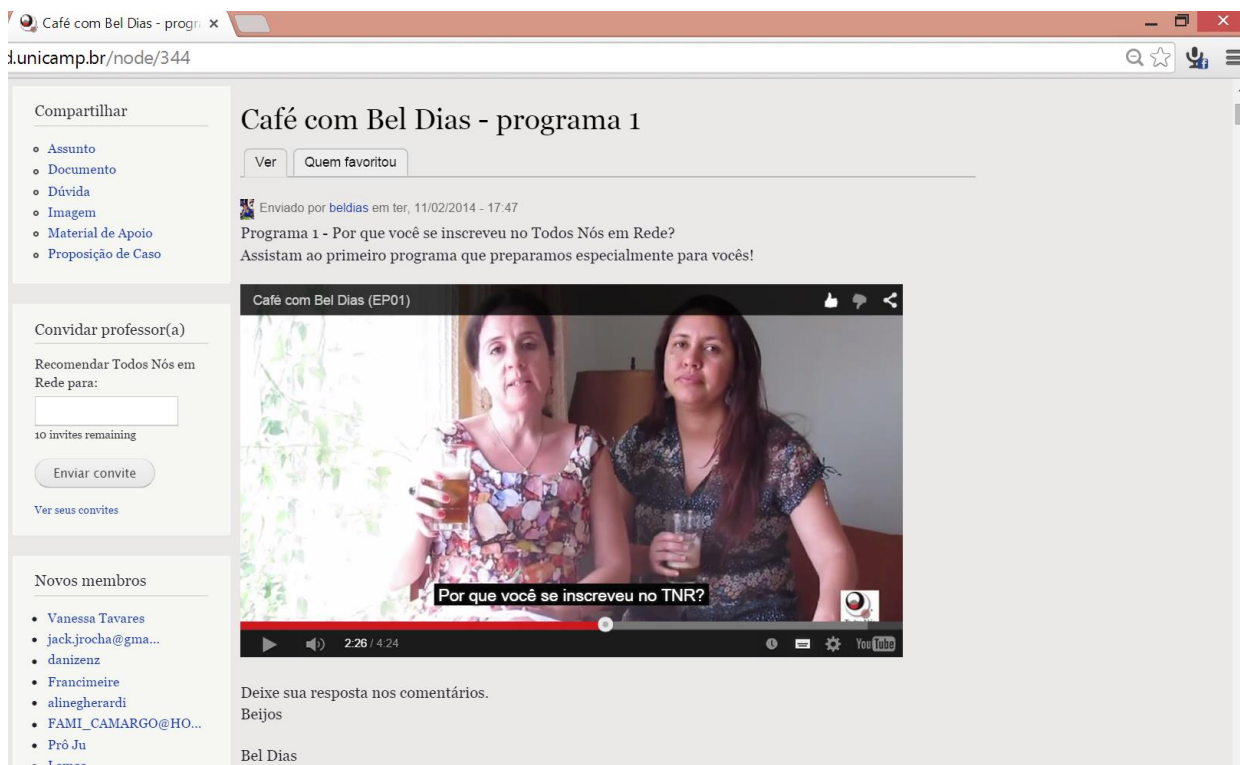 Café com Bel Dias - progr
d.unicamp.br/node/344
Compartilhar
Assunto
Documento
Dúvida
Imagem
Material de Apoio
Proposição de Caso
Convidar professor(a)
Recomendar Todos Nós em
Rede para:
10 invites remaining
Enviar convite
Ver seus convites
Novos membros
Vanessa Tavares
jack.jrocha@gma...
danizenz
Francimeire
alinegherardi
FAMI_CAMARGO@HO...
Prô Ju
Café com Bel Dias - programa 1
Ver Quem favoritou
Enviado por beldias em ter, 11/02/2014 - 17:47
Programa 1 - Por que você se inscreveu no Todos Nós em Rede?
Assistam ao primeiro programa que preparamos especialmente para vocês!
Café com Bel Dias (EP01)
Por que você se inscreveu no TNR?
2:26 / 4:24
YouTube
Deixe sua resposta nos comentários.
Beijos
Bel Dias